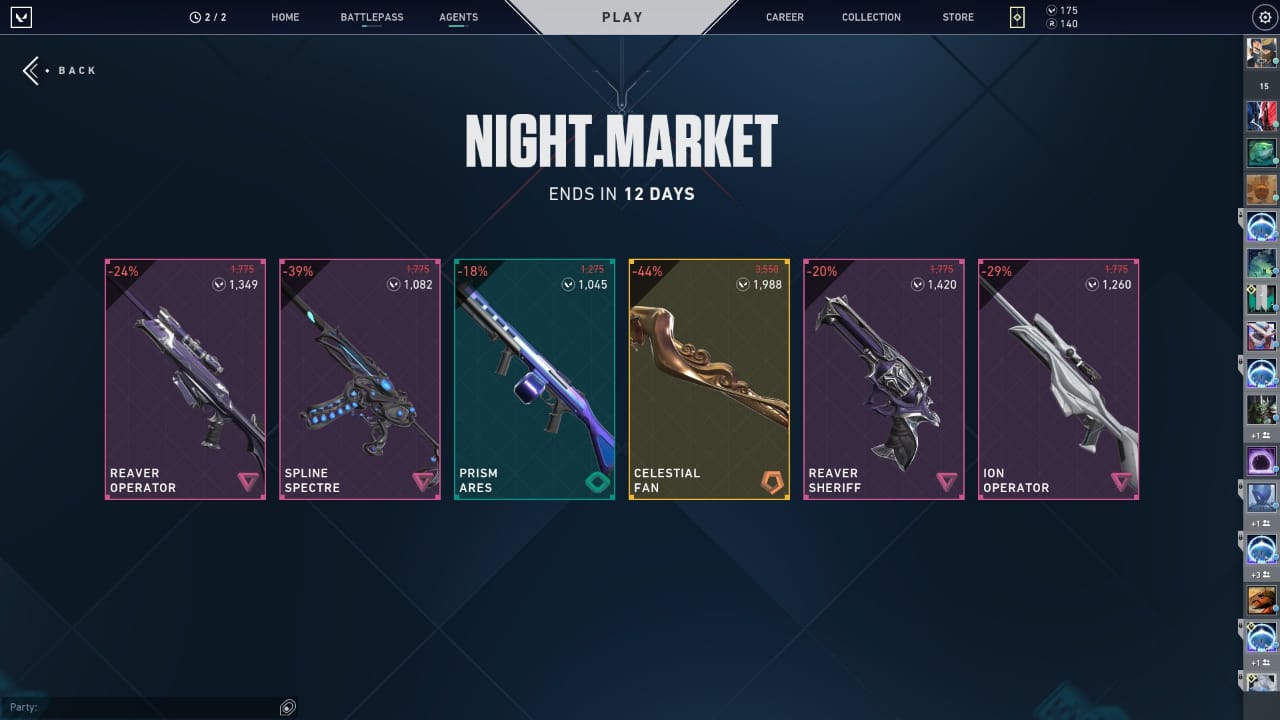 2 / 2
HOME
BATTLEPASS
AGENTS
PLAY
CAREER
COLLECTION
STORE
175
R 140
BACK
15
NIGHT.MARKET
ENDS IN 12 DAYS
-24%
1,775
1,349
REAVER
OPERATOR
-39%
1,775
1,082
SPLINE
SPECTRE
-18%
1,275
1,045
PRISM
ARES
-44%
3,550
1,988
CELESTIAL
FAN
-20%
1,775
1,420
REAVER
SHERIFF
-29%
1,775
1,260
ION
OPERATOR
+1
+1
+3
+1
Party: